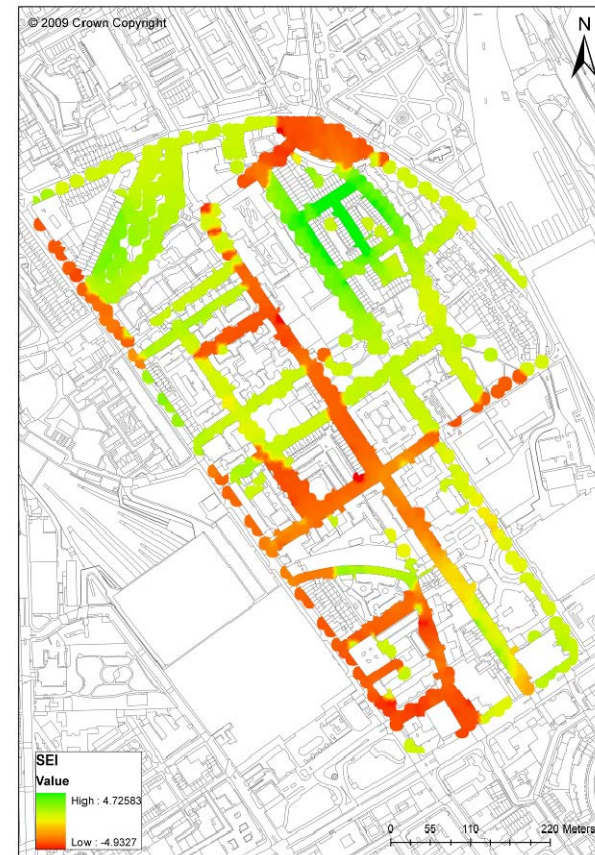 © 2009 Crown Copyright
N
SEI
Value
High : 4.72583
Low : -4.9327
0 55 110 220 Meters